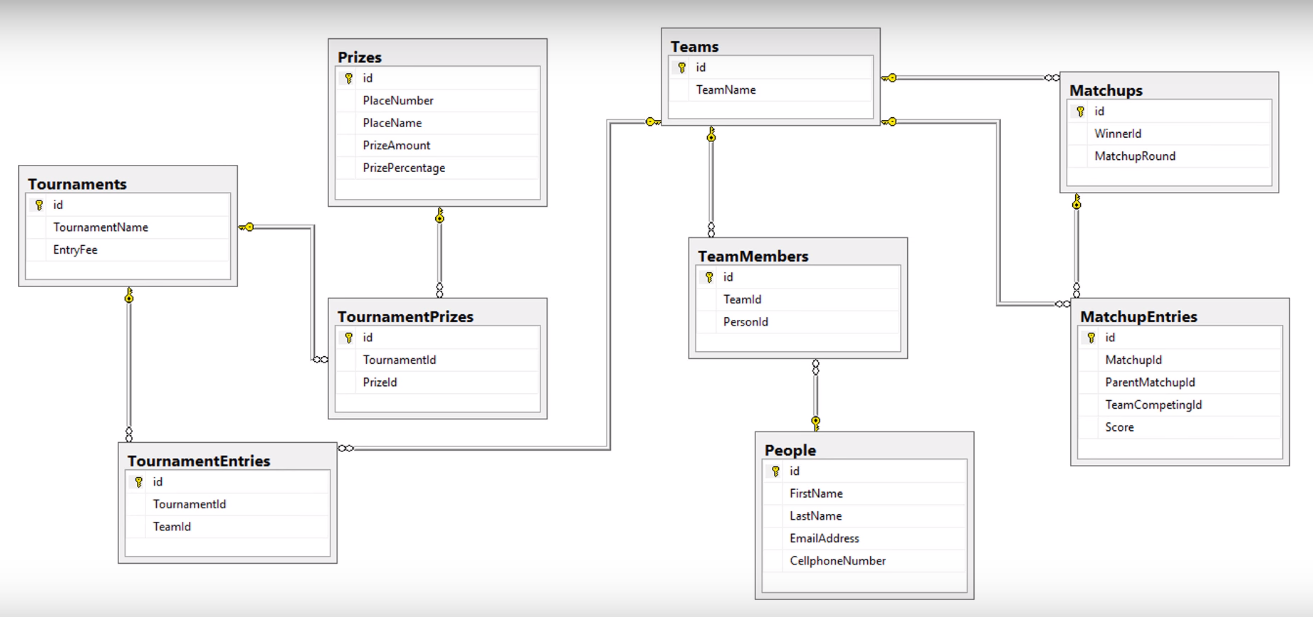 Prizes
id
PlaceNumber
PlaceName
PrizeAmount
PrizePercentage
Teams
id
TeamName
Matchups
id
WinnerId
MatchupRound
Tournaments
id
TournamentName
EntryFee
TeamMembers
id
TeamId
PersonId
TournamentPrizes
id
TournamentId
PrizeId
MatchupEntries
id
MatchupId
ParentMatchupId
TeamCompetingId
Score
TournamentEntries
id
TournamentId
TeamId
People
id
FirstName
LastName
EmailAddress
CellphoneNumber